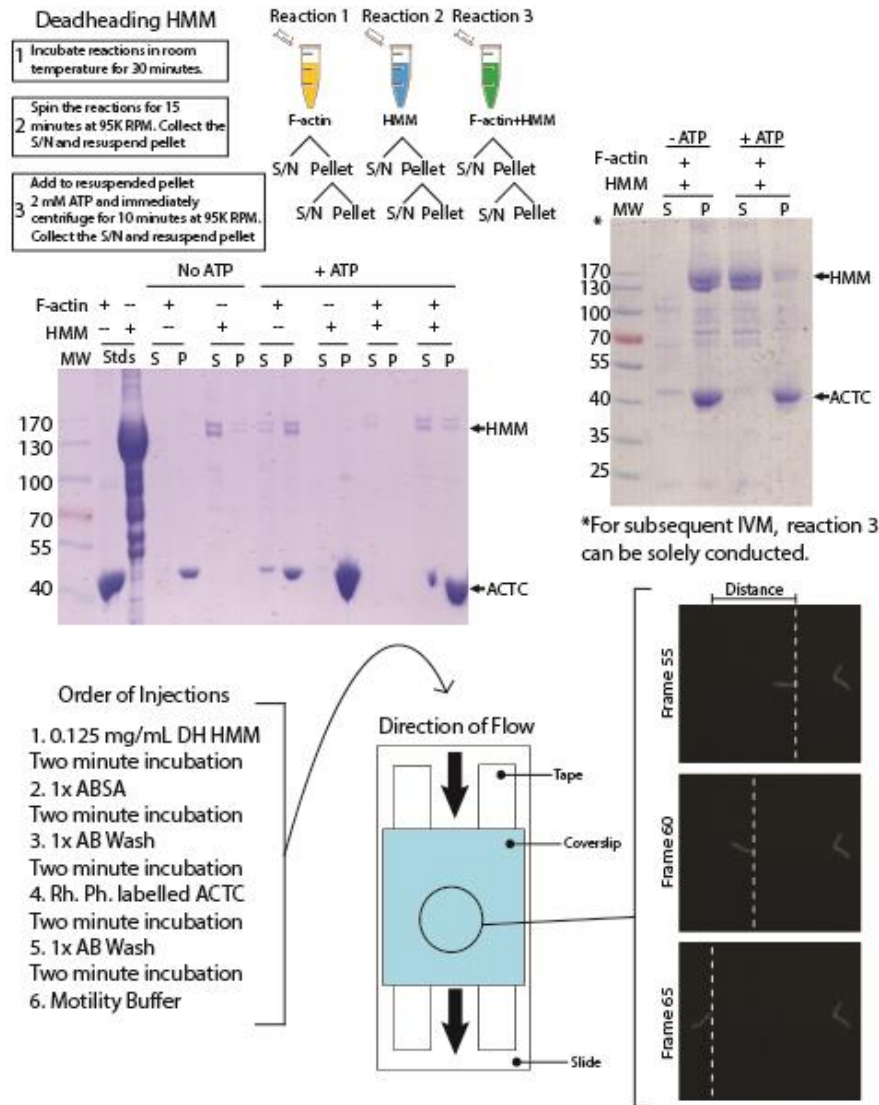 Deadheading HMM
1 Incubate reactions in room
temperature for 30 minutes.
2 Spin the reactions for 15
minutes at 95K RPM. Collect the
S/N and resuspend pellet
3 Add to resuspended pellet
2 mM ATP and immediately
centrifuge for 10 minutes at 95K RPM.
Collect the S/N and resuspend pellet
Reaction 1 Reaction 2 Reaction 3
F-actin HMM F-actin+HMM
S/N Pellet S/N Pellet S/N Pellet
S/N Pellet S/N Pellet S/N Pellet
- ATP + ATP
F-actin + +
HMM + +
* MW S P S P
170
130
100
70
55
40
35
25
HMM
ACTC
*For subsequent IVM, reaction 3
can be solely conducted.
No ATP + ATP
F-actin + -- + -- + -- + +
HMM -- + -- + -- + + +
MW Stds S P S P S P S P S P S P
170
130
100
70
55
40
HMM
ACTC
Order of Injections
1. 0.125 mg/mL DH HMM
Two minute incubation
2. 1x ABSA
Two minute incubation
3. 1x AB Wash
Two minute incubation
4. Rh. Ph. labelled ACTC
Two minute incubation
5. 1x AB Wash
Two minute incubation
6. Motility Buffer
Direction of Flow
Tape
Coverslip
Slide
Distance
Frame 55
Frame 60
Frame 65